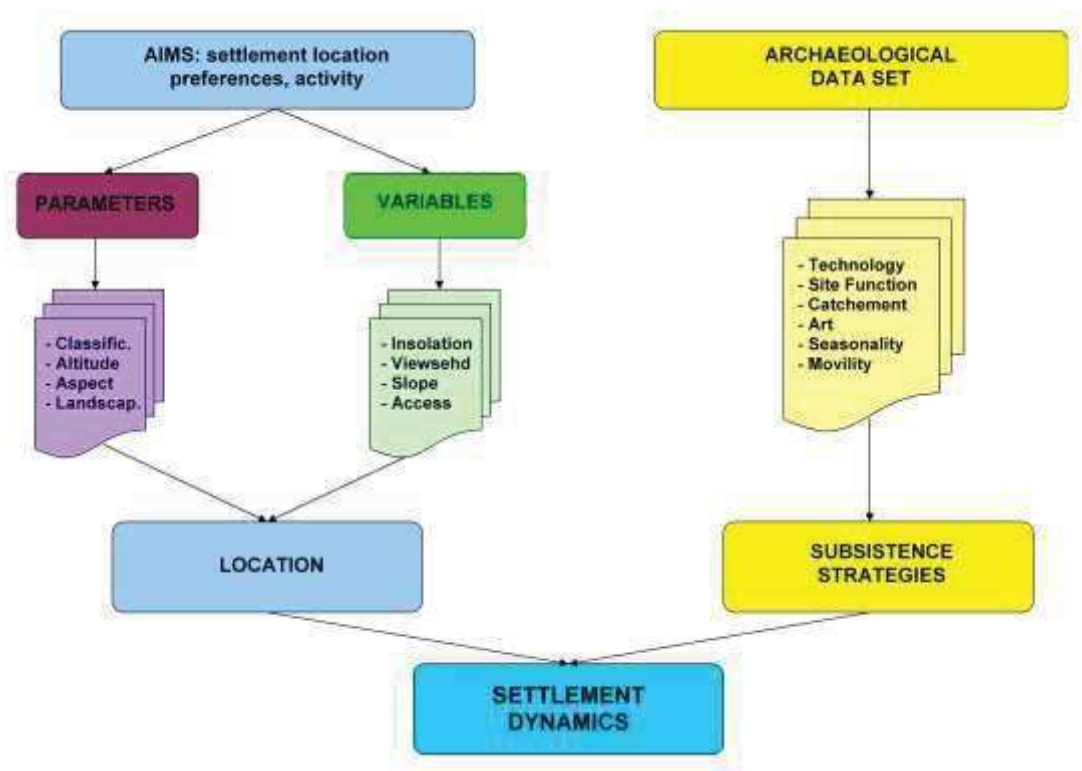 AIMS: settlement location
preferences, activity
ARCHAEOLOGICAL
DATA SET
PARAMETERS
VARIABLES
- Classific.
- Altitude
- Aspect
- Landscap.
- Insolation
- Viewsehd
- Slope
- Access
- Technology
- Site Function
- Catchement
- Art
- Seasonality
- Movility
LOCATION
SUBSISTENCE
STRATEGIES
SETTLEMENT
DYNAMICS